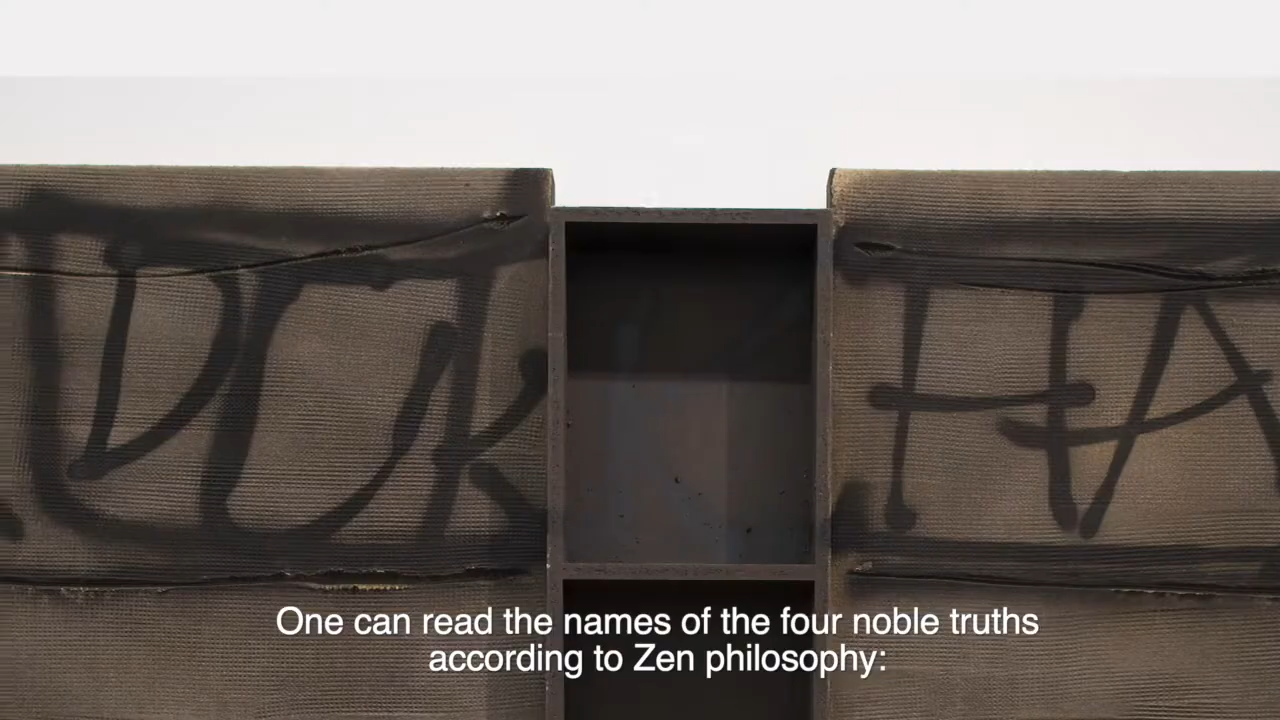 DUK HA
One can read the names of the four noble truths
according to Zen philosophy: